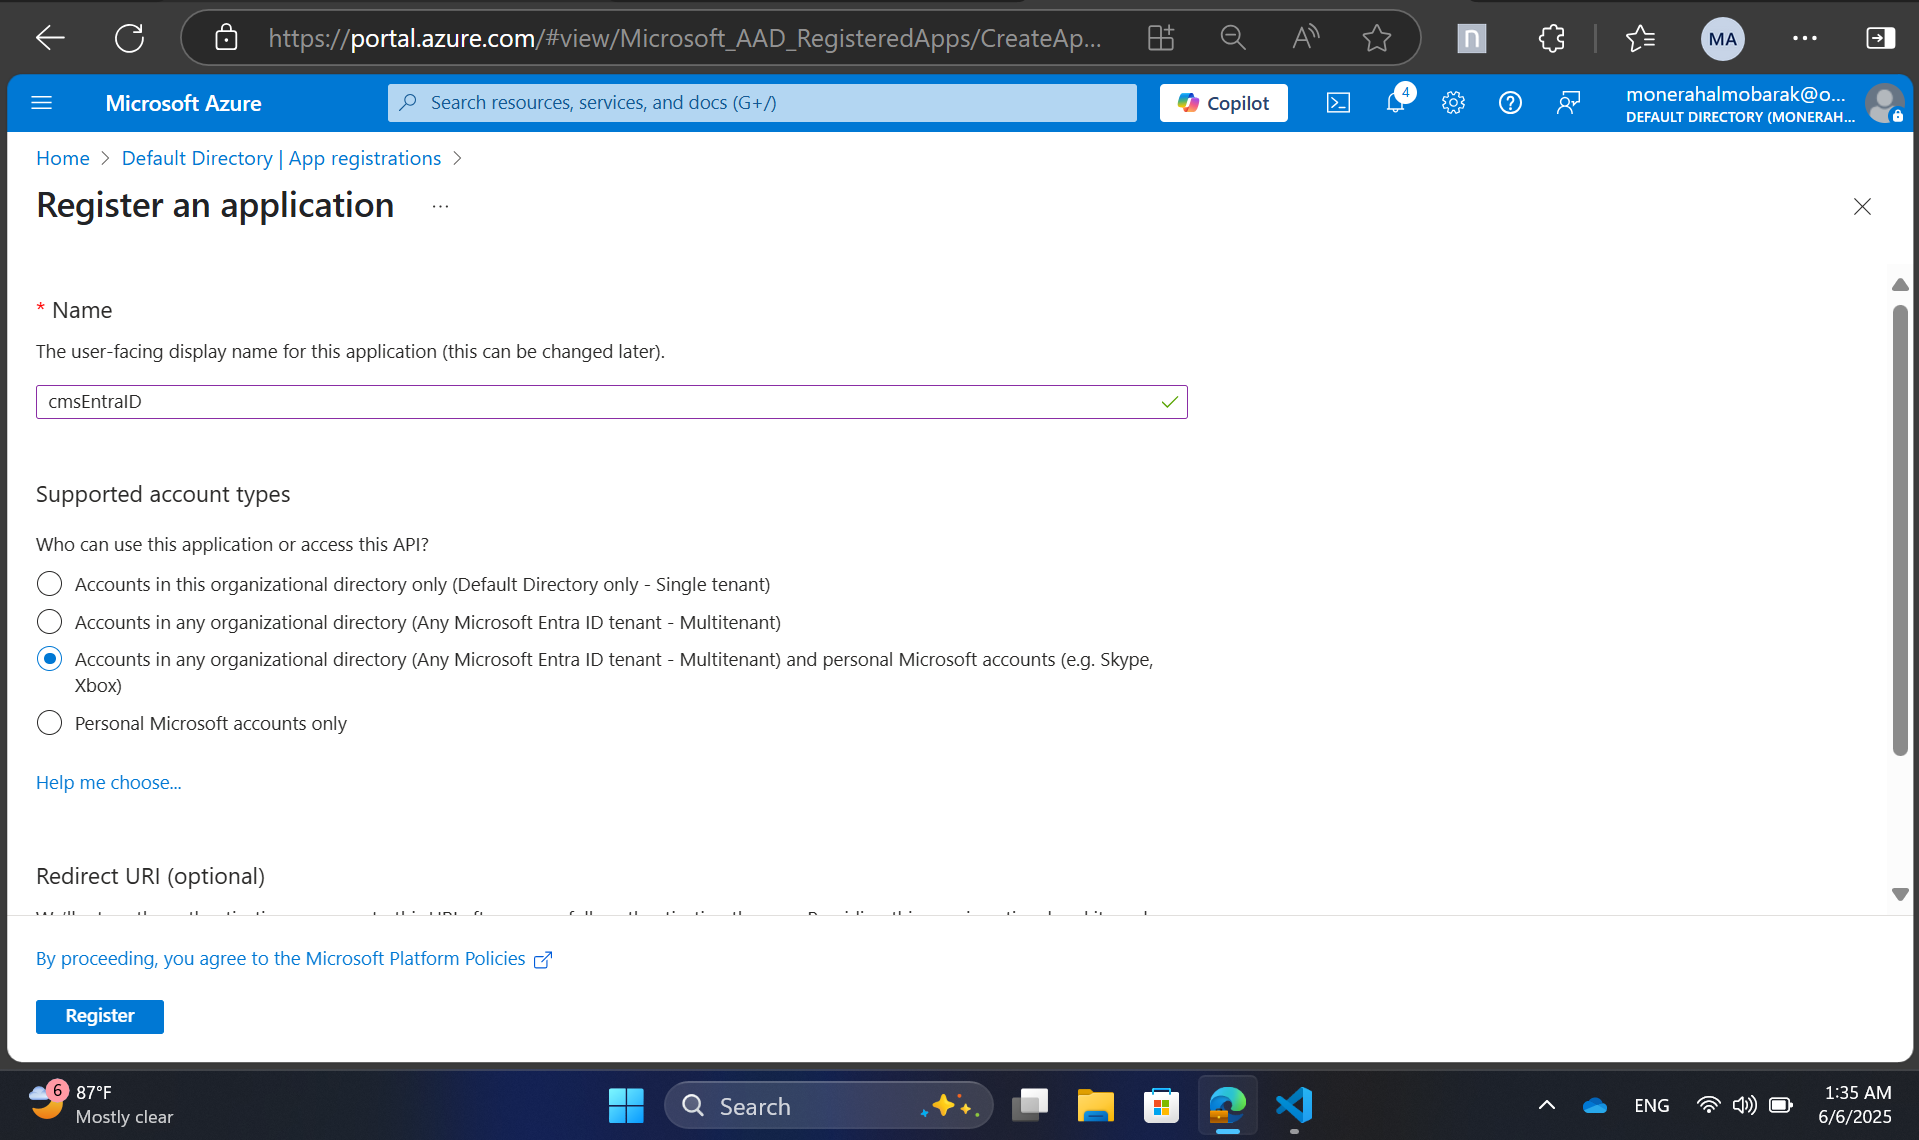 https://portal.azure.com/#view/Microsoft_AAD_RegisteredApps/CreateAp...
MA
Microsoft Azure
Search resources, services, and docs (G+/)
Copilot
4
monerahalmobarak@o...
DEFAULT DIRECTORY (MONERAH...
Home > Default Directory | App registrations >
Register an application ...
* Name
The user-facing display name for this application (this can be changed later).
cmsEntraID
Supported account types
Who can use this application or access this API?
Accounts in this organizational directory only (Default Directory only - Single tenant)
Accounts in any organizational directory (Any Microsoft Entra ID tenant - Multitenant)
Accounts in any organizational directory (Any Microsoft Entra ID tenant - Multitenant) and personal Microsoft accounts (e.g. Skype,
Xbox)
Personal Microsoft accounts only
Help me choose...
Redirect URI (optional)
By proceeding, you agree to the Microsoft Platform Policies
Register
6
87°F
Mostly clear
Search
ENG
1:35 AM
6/6/2025